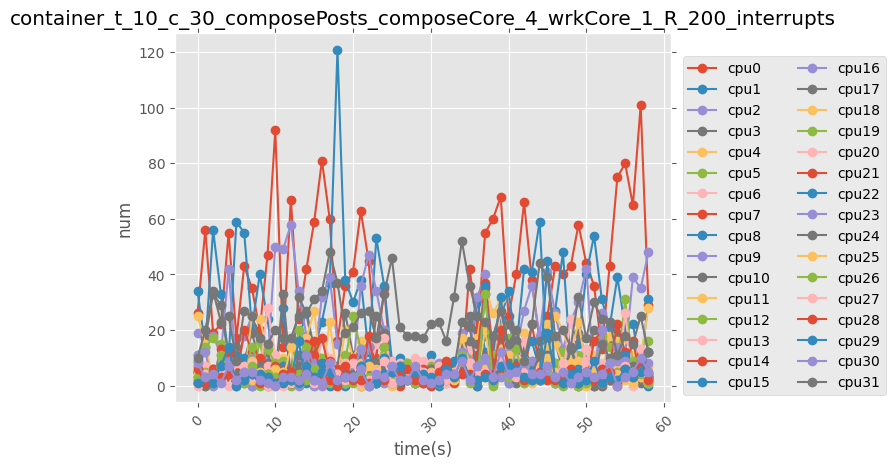 container_t_10_c_30_composePosts_composeCore_4_wrkCore_1_R_200_interrupts
num
120
100
80
60
40
20
0
0
10
20
30
40
50
60
time(s)
cpu0
cpu1
cpu2
cpu3
cpu4
cpu5
cpu6
cpu7
cpu8
cpu9
cpu10
cpu11
cpu12
cpu13
cpu14
cpu15
cpu16
cpu17
cpu18
cpu19
cpu20
cpu21
cpu22
cpu23
cpu24
cpu25
cpu26
cpu27
cpu28
cpu29
cpu30
cpu31